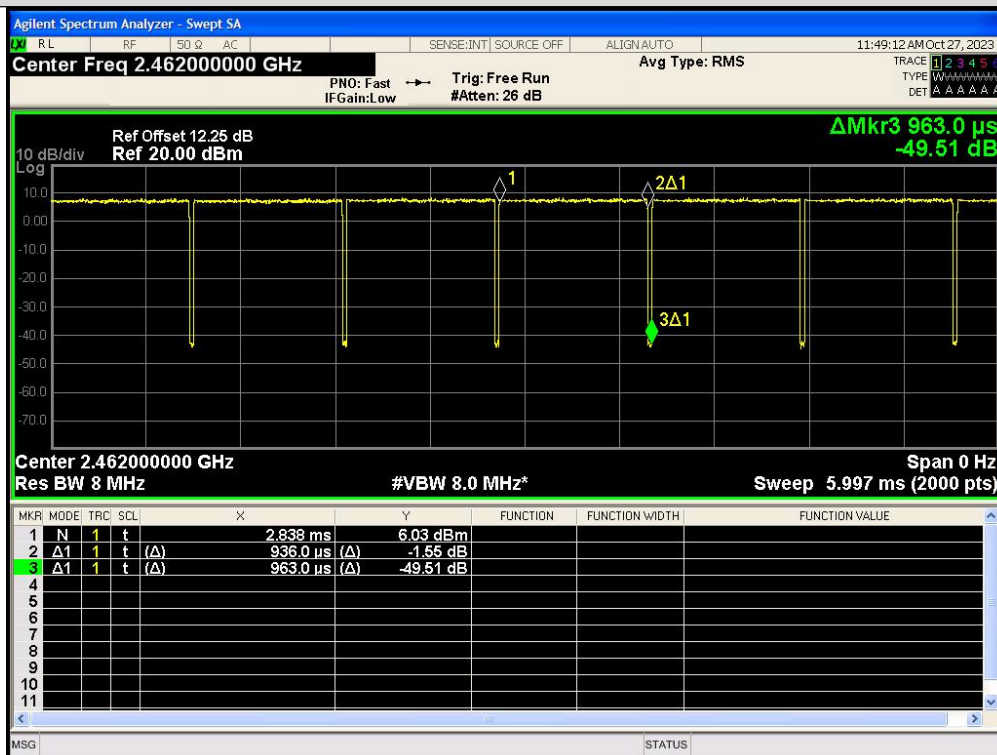 Agilent Spectrum Analyzer - Swept SA
LXI RL RF 50 Ω AC SENSE:INT SOURCE OFF ALIGN AUTO 11:49:12 AM Oct 27, 2023
Center Freq 2.462000000 GHz Avg Type: RMS TRACE 1 2 3 4 5 6
PNO: Fast Trig: Free Run TYPE W
IFGain:Low #Atten: 26 dB DET A A A A A A
ΔMkr3 963.0 µs
Ref Offset 12.25 dB
10 dB/div Ref 20.00 dBm -49.51 dB
Log
10.0
0.00
-10.0
-20.0
-30.0
-40.0
-50.0
-60.0
-70.0
1
2Δ1
3Δ1
Center 2.462000000 GHz Span 0 Hz
Res BW 8 MHz #VBW 8.0 MHz* Sweep 5.997 ms (2000 pts)
MKR MODE TRC SCL X Y FUNCTION FUNCTION WIDTH FUNCTION VALUE
1 N 1 t 2.838 ms 6.03 dBm
2 Δ1 1 t (Δ) 936.0 µs (Δ) -1.55 dB
3 Δ1 1 t (Δ) 963.0 µs (Δ) -49.51 dB
4
5
6
7
8
9
10
11
MSG STATUS